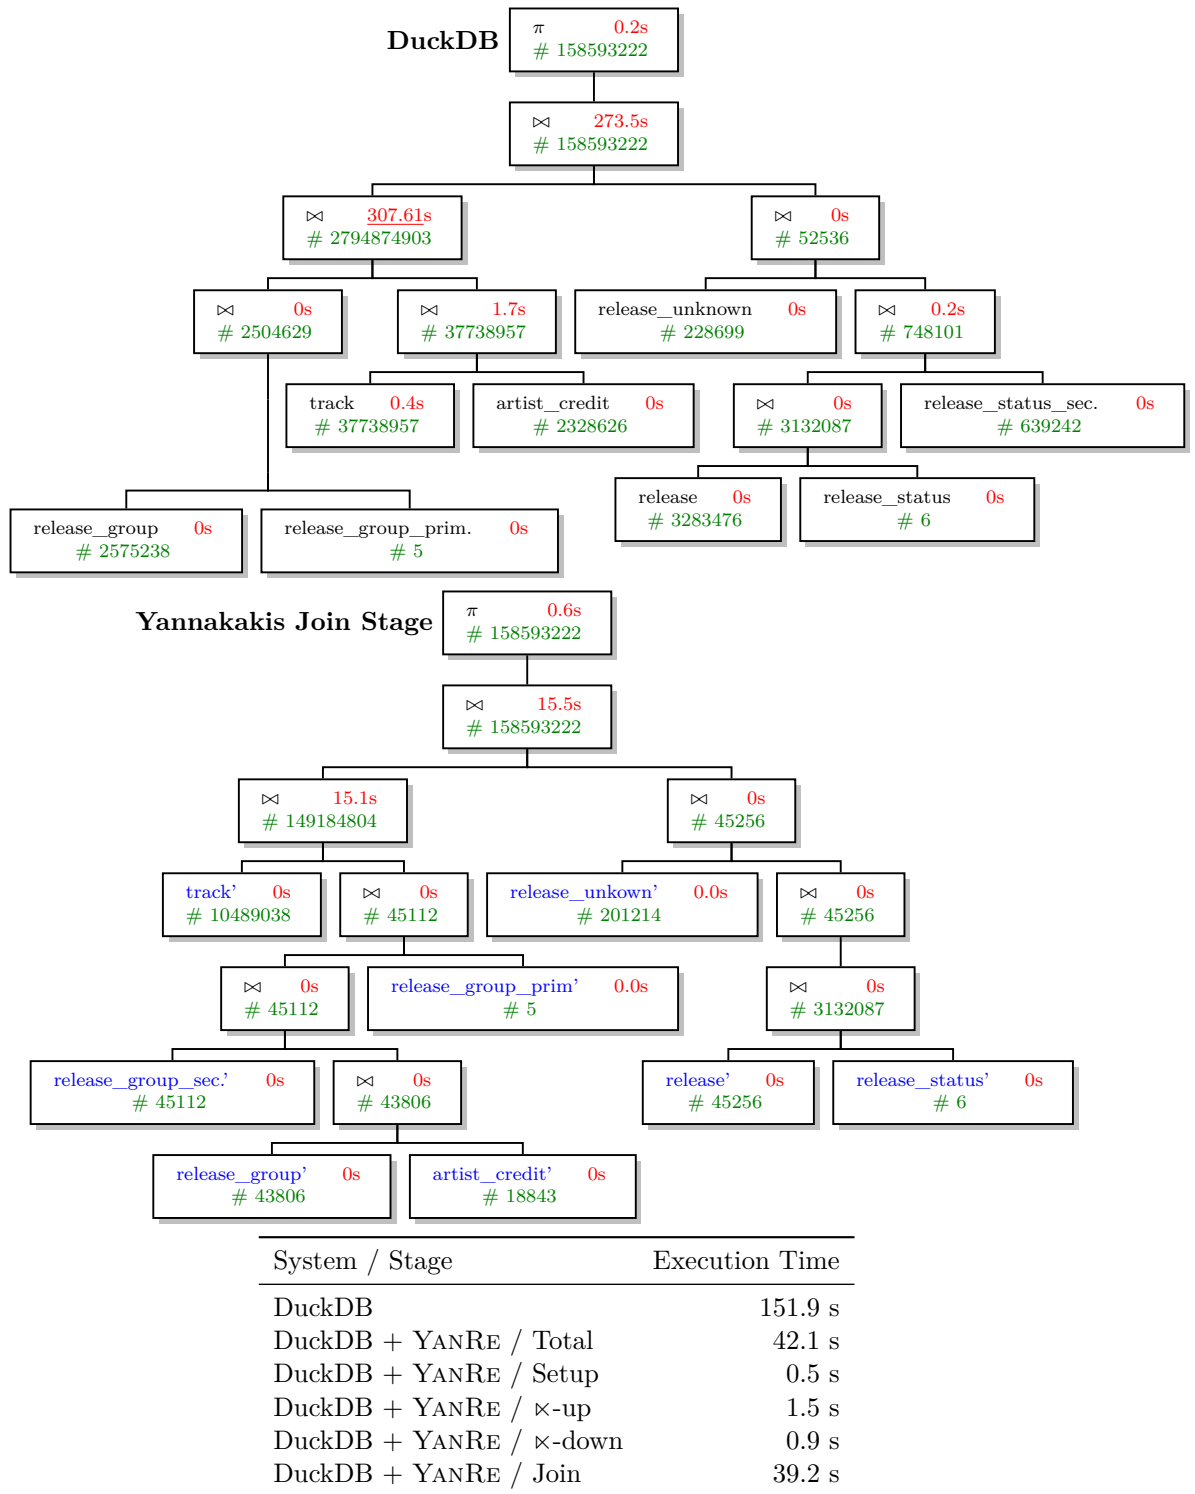 DuckDB
π 0.2s
# 158593222
⋈ 273.5s
# 158593222
⋈ 307.61s ⋈ 0s
# 2794874903 # 52536
⋈ 0s ⋈ 1.7s release_unknown 0s ⋈ 0.2s
# 2504629 # 37738957 # 228699 # 748101
track 0.4s artist_credit 0s ⋈ 0s release_status_sec. 0s
# 37738957 # 2328626 # 3132087 # 639242
release 0s release_status 0s
# 3283476 # 6
release_group 0s release_group_prim. 0s
# 2575238 # 5
Yannakakis Join Stage
π 0.6s
# 158593222
⋈ 15.5s
# 158593222
⋈ 15.1s ⋈ 0s
# 149184804 # 45256
track’ 0s ⋈ 0s release_unkown’ 0.0s ⋈ 0s
# 10489038 # 45112 # 201214 # 45256
⋈ 0s release_group_prim’ 0.0s ⋈ 0s
# 45112 # 5 # 3132087
release_group_sec.’ 0s ⋈ 0s release’ 0s release_status’ 0s
# 45112 # 43806 # 45256 # 6
release_group’ 0s artist_credit’ 0s
# 43806 # 18843
System / Stage Execution Time
DuckDB 151.9 s
DuckDB + YANRE / Total 42.1 s
DuckDB + YANRE / Setup 0.5 s
DuckDB + YANRE / ⋉-up 1.5 s
DuckDB + YANRE / ⋉-down 0.9 s
DuckDB + YANRE / Join 39.2 s